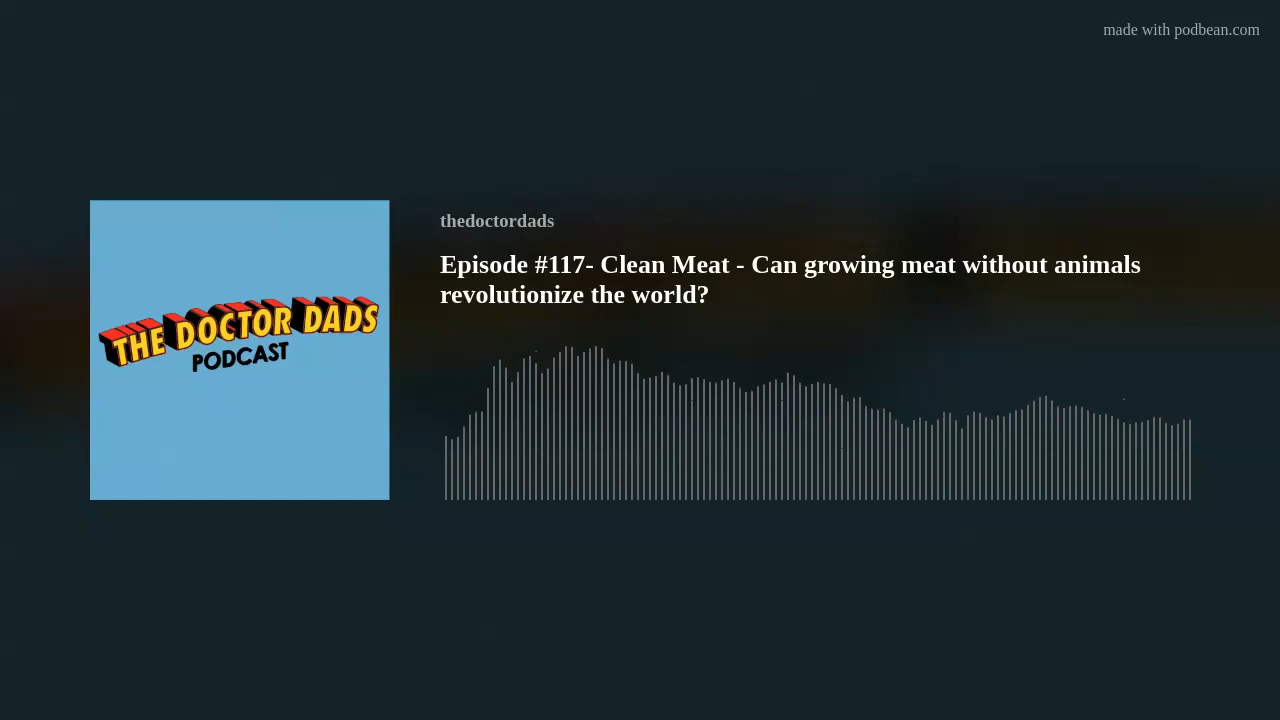 made with podbean.com
THE DOCTOR DADS
PODCAST
thedoctordads
Episode #117- Clean Meat - Can growing meat without animals
revolutionize the world?